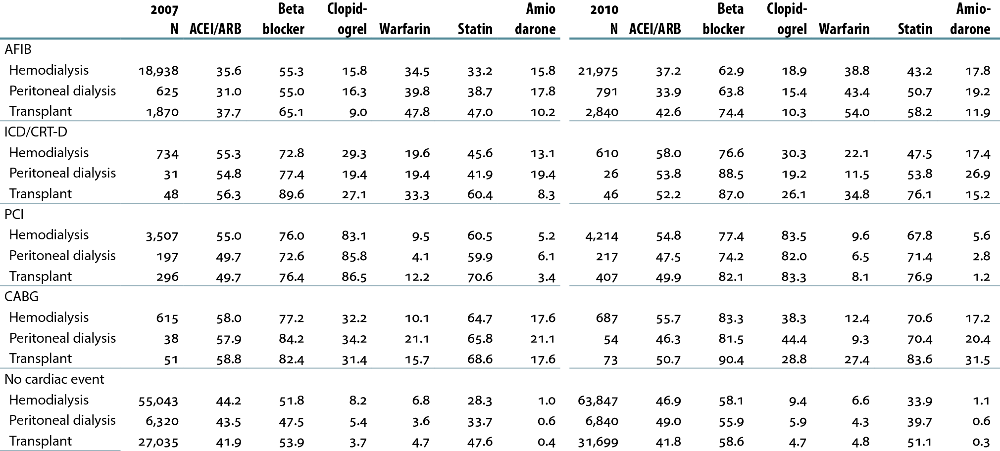 2007 Beta Clopid- Amio 2010 Beta Clopid- Amio-
N ACEI/ARB blocker ogrel Warfarin Statin darone N ACEI/ARB blocker ogrel Warfarin Statin darone
AFIB
Hemodialysis 18,938 35.6 55.3 15.8 34.5 33.2 15.8 21,975 37.2 62.9 18.9 38.8 43.2 17.8
Peritoneal dialysis 625 31.0 55.0 16.3 39.8 38.7 17.8 791 33.9 63.8 15.4 43.4 50.7 19.2
Transplant 1,870 37.7 65.1 9.0 47.8 47.0 10.2 2,840 42.6 74.4 10.3 54.0 58.2 11.9
ICD/CRT-D
Hemodialysis 734 55.3 72.8 29.3 19.6 45.6 13.1 610 58.0 76.6 30.3 22.1 47.5 17.4
Peritoneal dialysis 31 54.8 77.4 19.4 19.4 41.9 19.4 26 53.8 88.5 19.2 11.5 53.8 26.9
Transplant 48 56.3 89.6 27.1 33.3 60.4 8.3 46 52.2 87.0 26.1 34.8 76.1 15.2
PCI
Hemodialysis 3,507 55.0 76.0 83.1 9.5 60.5 5.2 4,214 54.8 77.4 83.5 9.6 67.8 5.6
Peritoneal dialysis 197 49.7 72.6 85.8 4.1 59.9 6.1 217 47.5 74.2 82.0 6.5 71.4 2.8
Transplant 296 49.7 76.4 86.5 12.2 70.6 3.4 407 49.9 82.1 83.3 8.1 76.9 1.2
CABG
Hemodialysis 615 58.0 77.2 32.2 10.1 64.7 17.6 687 55.7 83.3 38.3 12.4 70.6 17.2
Peritoneal dialysis 38 57.9 84.2 34.2 21.1 65.8 21.1 54 46.3 81.5 44.4 9.3 70.4 20.4
Transplant 51 58.8 82.4 31.4 15.7 68.6 17.6 73 50.7 90.4 28.8 27.4 83.6 31.5
No cardiac event
Hemodialysis 55,043 44.2 51.8 8.2 6.8 28.3 1.0 63,847 46.9 58.1 9.4 6.6 33.9 1.1
Peritoneal dialysis 6,320 43.5 47.5 5.4 3.6 33.7 0.6 6,840 49.0 55.9 5.9 4.3 39.7 0.6
Transplant 27,035 41.9 53.9 3.7 4.7 47.6 0.4 31,699 41.8 58.6 4.7 4.8 51.1 0.3